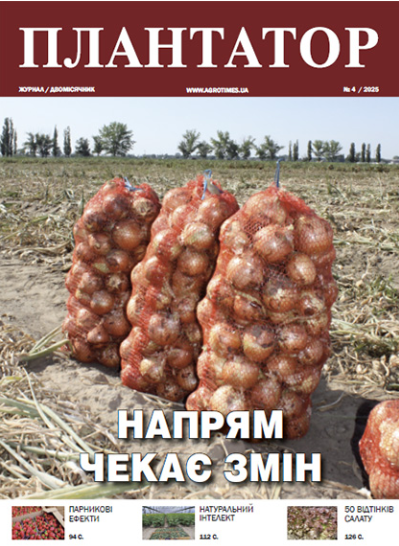 ПЛАНТАТОР
ЖУРНАЛ / ДВОМІСЯЧНИК
WWW.AGROTIMES.UA
№ 4 / 2025
НАПРЯМ
ЧЕКАЄ ЗМІН
ПАРНИКОВІ
ЕФЕКТИ
94 С.
НАТУРАЛЬНИЙ
ІНТЕЛЕКТ
112 С.
50 ВІДТІНКІВ
САЛАТУ
126 С.